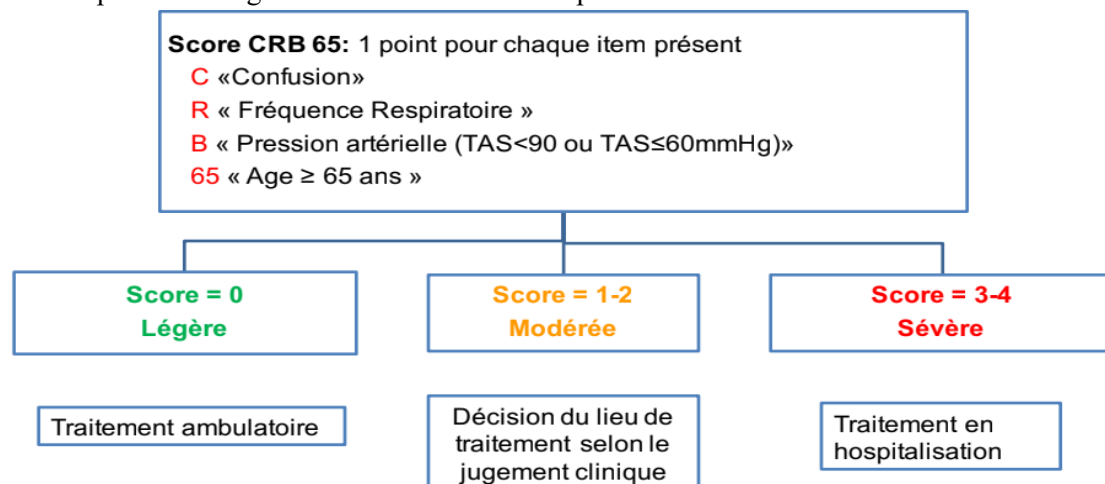 Score CRB 65: 1 point pour chaque item présent
C «Confusion»
R « Fréquence Respiratoire »
B « Pression artérielle (TAS<90 ou TAS≤60mmHg)»
65 « Age ≥ 65 ans »
Score = 0
Légère
Score = 1-2
Modérée
Score = 3-4
Sévère
Traitement ambulatoire
Décision du lieu de
traitement selon le
jugement clinique
Traitement en
hospitalisation